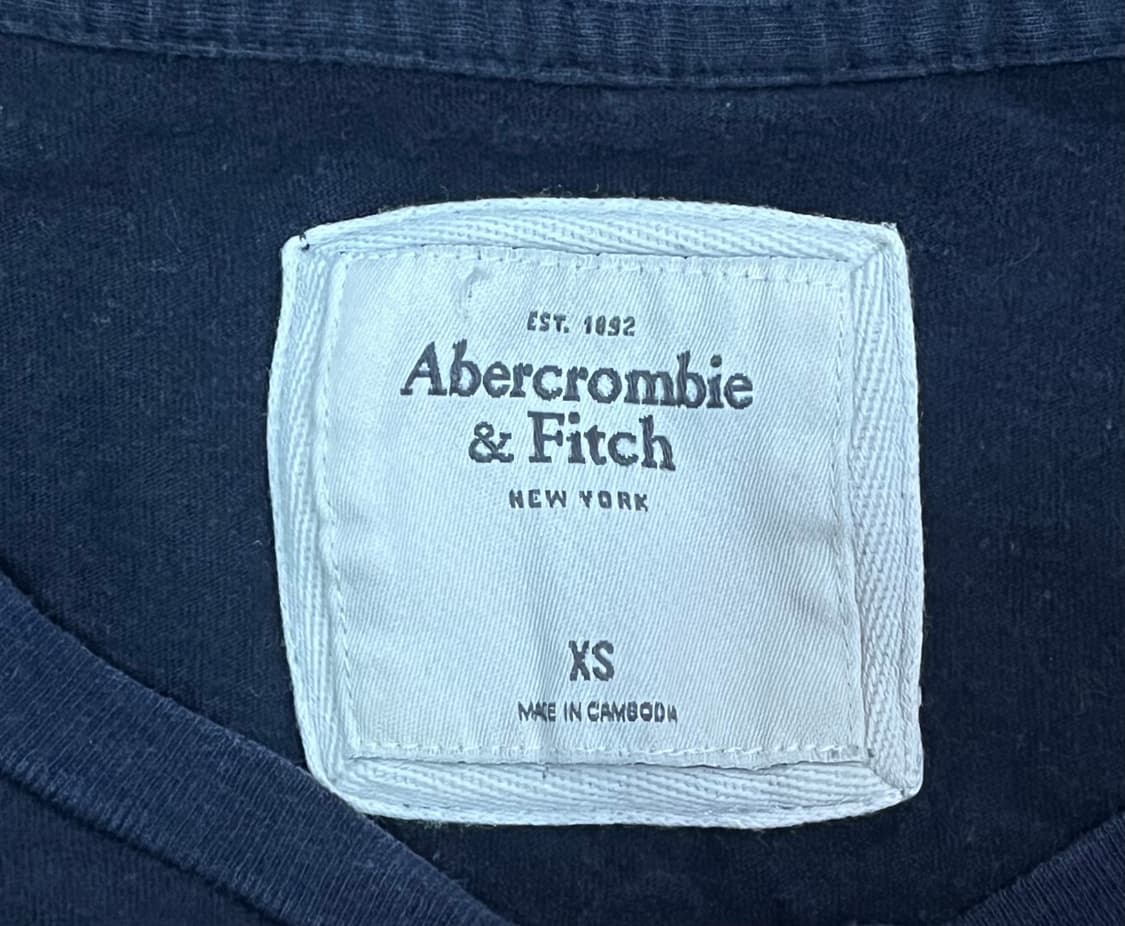 EST. 1892
Abercrombie
& Fitch
NEW YORK
XS
MADE IN CAMBODIA